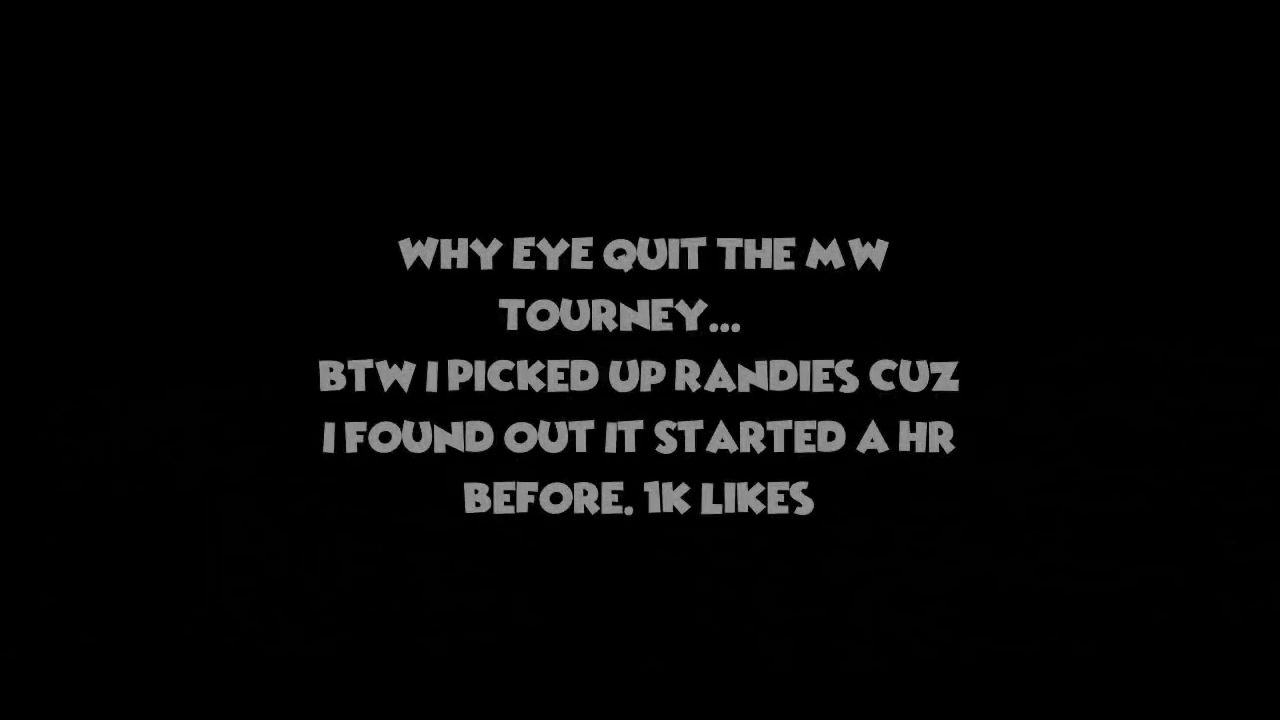 WHY EYE QUIT THE MW
TOURNEY...
BTW I PICKED UP RANDIES CUZ
I FOUND OUT IT STARTED A HR
BEFORE. 1K LIKES